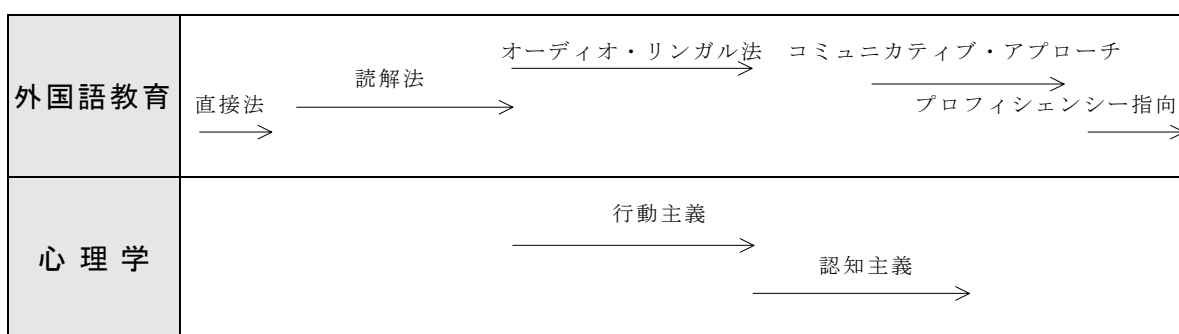 外国語教育
直接法
読解法
オーディオ・リンガル法
コミュニカティブ・アプローチ
プロフィシェンシー指向
心理学
行動主義
認知主義